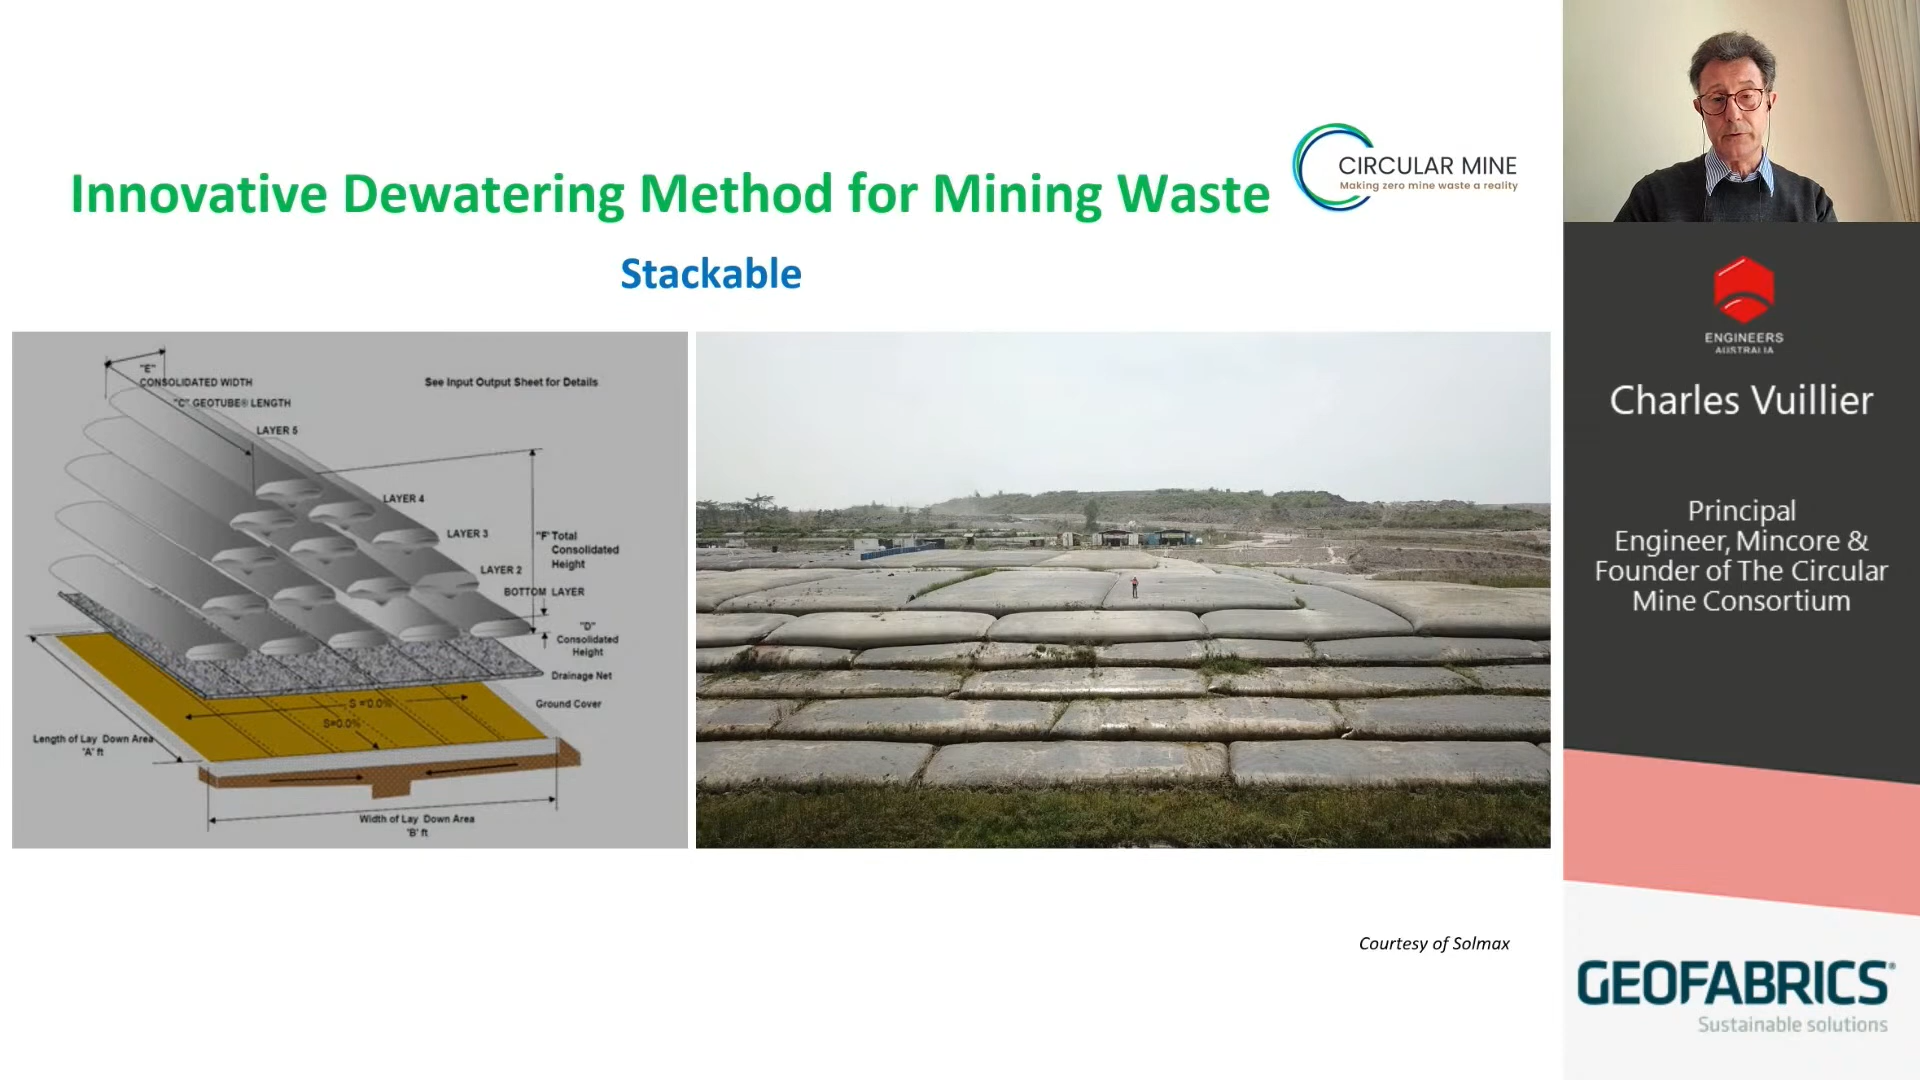 Innovative Dewatering Method for Mining Waste
CIRCULAR MINE
Making zero mine waste a reality
Stackable
"E"
CONSOLIDATED WIDTH
See Input Output Sheet for Details
"C" GEOTUBE® LENGTH
LAYER 5
LAYER 4
LAYER 3
"F" Total
Consolidated
Height
LAYER 2
BOTTOM LAYER
"D"
Consolidated
Height
Drainage Net
Ground Cover
S = 0.0%
S=0.0%
Length of Lay Down Area
"A" ft
Width of Lay Down Area
"B" ft
Courtesy of Solmax
ENGINEERS
AUSTRALIA
Charles Vuillier
Principal
Engineer, Mincore &
Founder of The Circular
Mine Consortium
GEOFABRICS®
Sustainable solutions